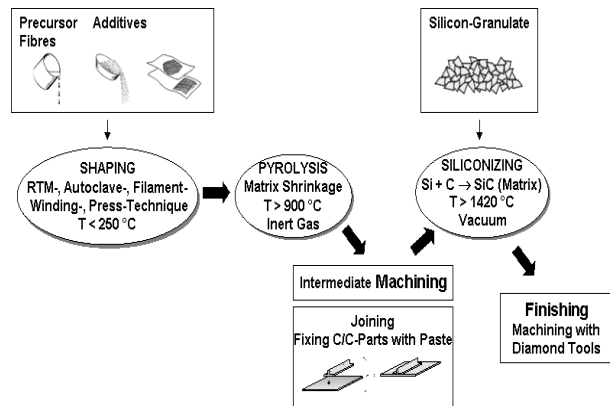 Precursor Additives
Fibres
Silicon-Granulate
SHAPING
RTM-, Autoclave-, Filament-
Winding-, Press-Technique
T < 250 °C
PYROLYSIS
Matrix Shrinkage
T > 900 °C
Inert Gas
SILICONIZING
Si + C → SiC (Matrix)
T > 1420 °C
Vacuum
Intermediate Machining
Joining
Fixing C/C-Parts with Paste
Finishing
Machining with
Diamond Tools